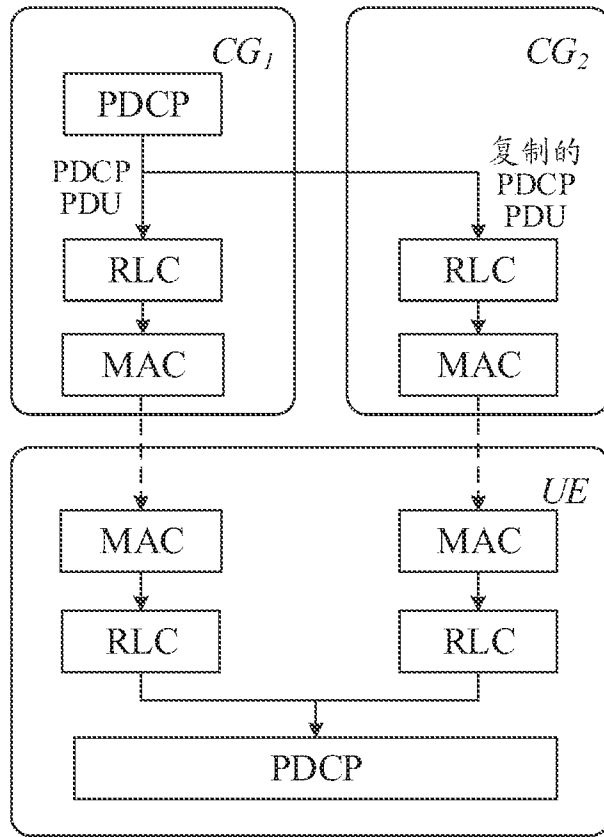 CG₁
CG₂
PDCP
PDCP
PDU
复制的
PDCP
PDU
RLC
RLC
MAC
MAC
UE
MAC
MAC
RLC
RLC
PDCP